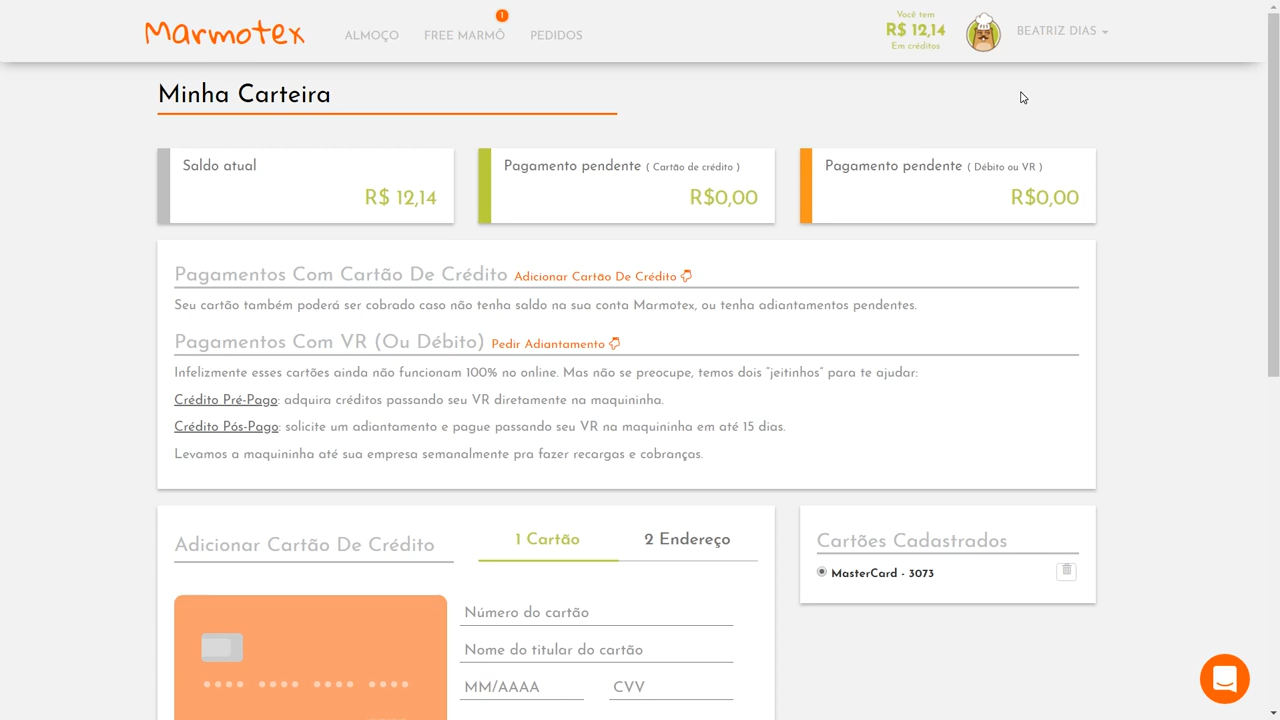 Marmotex
ALMOÇO
FREE MARMÔ
1
PEDIDOS
Você tem
R$ 12,14
Em créditos
BEATRIZ DIAS
Minha Carteira
Saldo atual
R$ 12,14
Pagamento pendente ( Cartão de crédito )
R$0,00
Pagamento pendente ( Débito ou VR )
R$0,00
Pagamentos Com Cartão De Crédito Adicionar Cartão De Crédito
Seu cartão também poderá ser cobrado caso não tenha saldo na sua conta Marmotex, ou tenha adiantamentos pendentes.
Pagamentos Com VR (Ou Débito) Pedir Adiantamento
Infelizmente esses cartões ainda não funcionam 100% no online. Mas não se preocupe, temos dois "jeitinhos" para te ajudar:
Crédito Pré-Pago: adquira créditos passando seu VR diretamente na maquininha.
Crédito Pós-Pago: solicite um adiantamento e pague passando seu VR na maquininha em até 15 dias.
Levamos a maquininha até sua empresa semanalmente pra fazer recargas e cobranças.
Adicionar Cartão De Crédito
1 Cartão
2 Endereço
Número do cartão
Nome do titular do cartão
MM/AAAA
CVV
Cartões Cadastrados
MasterCard - 3073